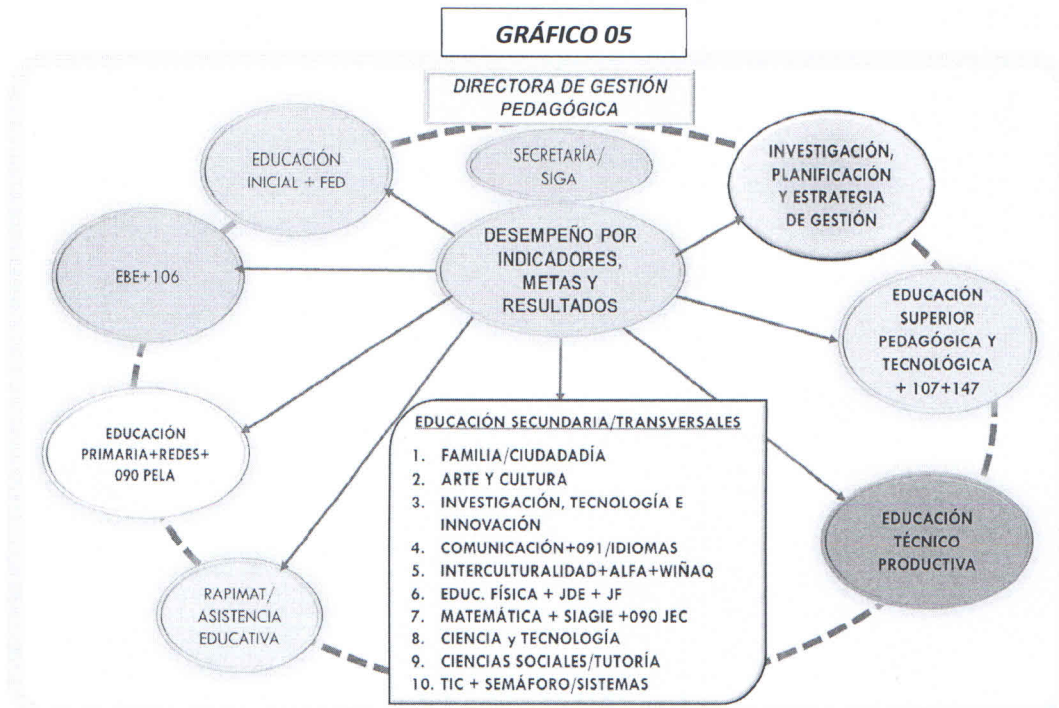 GRÁFICO 05
DIRECTORA DE GESTIÓN
PEDAGÓGICA
SECRETARÍA/
SIGA
EDUCACIÓN
INICIAL + FED
INVESTIGACIÓN,
PLANIFICACIÓN
Y ESTRATEGIA
DE GESTIÓN
DESEMPEÑO POR
INDICADORES,
METAS Y
RESULTADOS
EBE+106
EDUCACIÓN
SUPERIOR
PEDAGÓGICA Y
TECNOLÓGICA
+ 107+147
EDUCACIÓN
PRIMARIA+REDES+
090 PELA
EDUCACIÓN SECUNDARIA/TRANSVERSALES
1. FAMILIA/CIUDADADÍA
2. ARTE Y CULTURA
3. INVESTIGACIÓN, TECNOLOGÍA E
INNOVACIÓN
4. COMUNICACIÓN+091/IDIOMAS
5. INTERCULTURALIDAD+ALFA+WIÑAQ
6. EDUC. FÍSICA + JDE + JF
7. MATEMÁTICA + SIAGIE +090 JEC
8. CIENCIA y TECNOLOGÍA
9. CIENCIAS SOCIALES/TUTORÍA
10. TIC + SEMÁFORO/SISTEMAS
EDUCACIÓN
TÉCNICO
PRODUCTIVA
RAPIMAT/
ASISTENCIA
EDUCATIVA